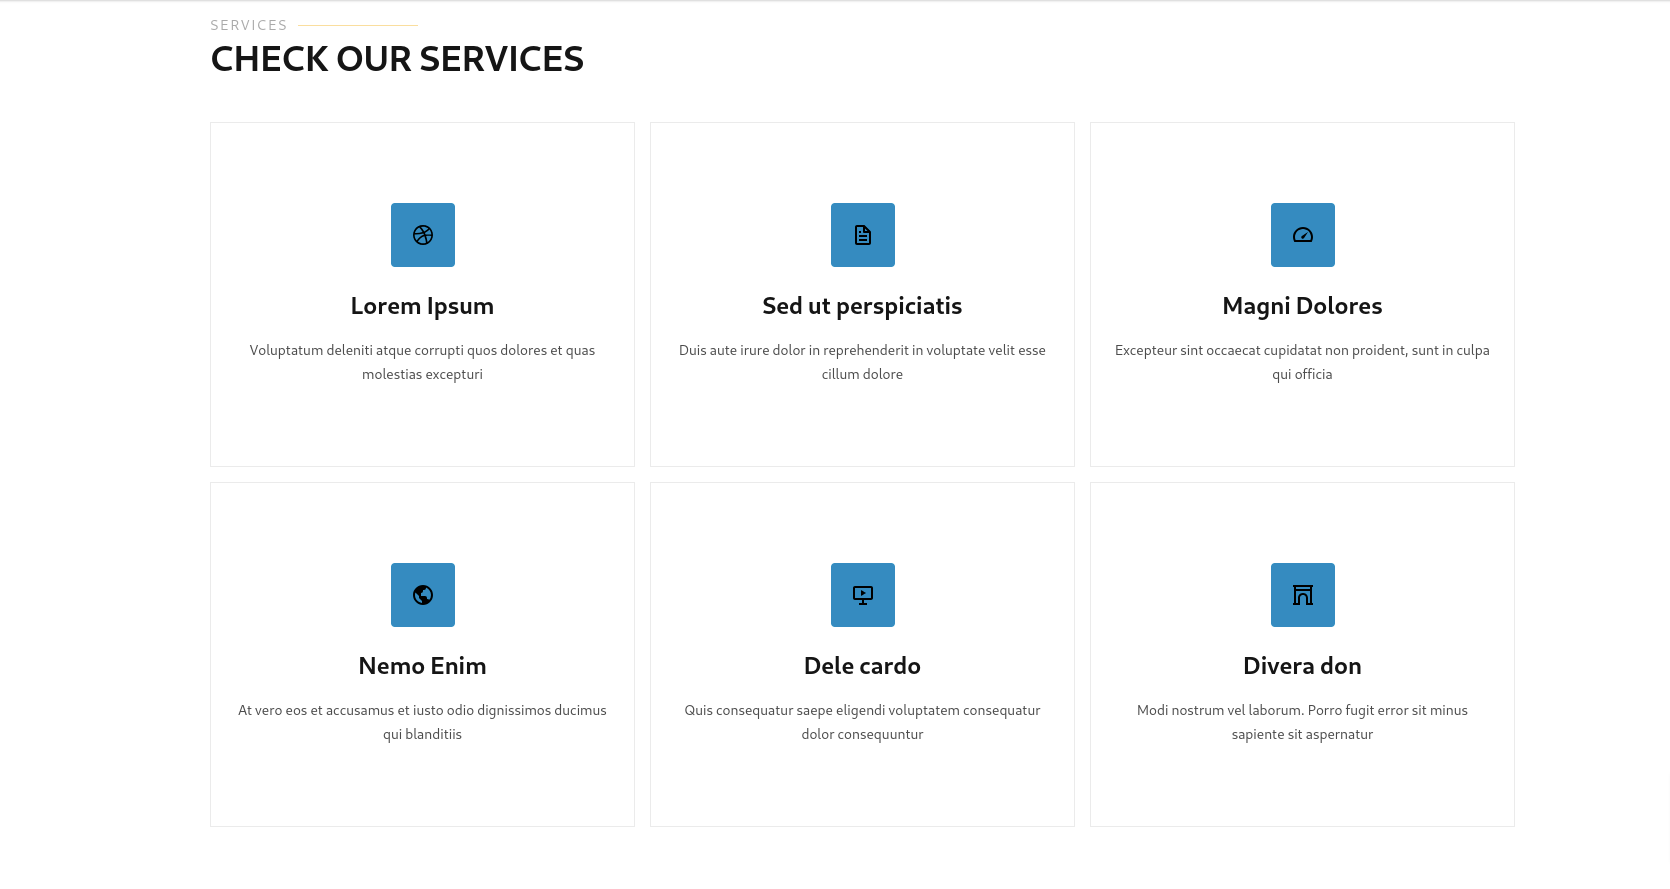 SERVICES
CHECK OUR SERVICES
Lorem Ipsum
Voluptatum deleniti atque corrupti quos dolores et quas
molestias excepturi
Sed ut perspiciatis
Duis aute irure dolor in reprehenderit in voluptate velit esse
cillum dolore
Magni Dolores
Excepteur sint occaecat cupidatat non proident, sunt in culpa
qui officia
Nemo Enim
At vero eos et accusamus et iusto odio dignissimos ducimus
qui blanditiis
Dele cardo
Quis consequatur saepe eligendi voluptatem consequatur
dolor consequuntur
Divera don
Modi nostrum vel laborum. Porro fugit error sit minus
sapiente sit aspernatur